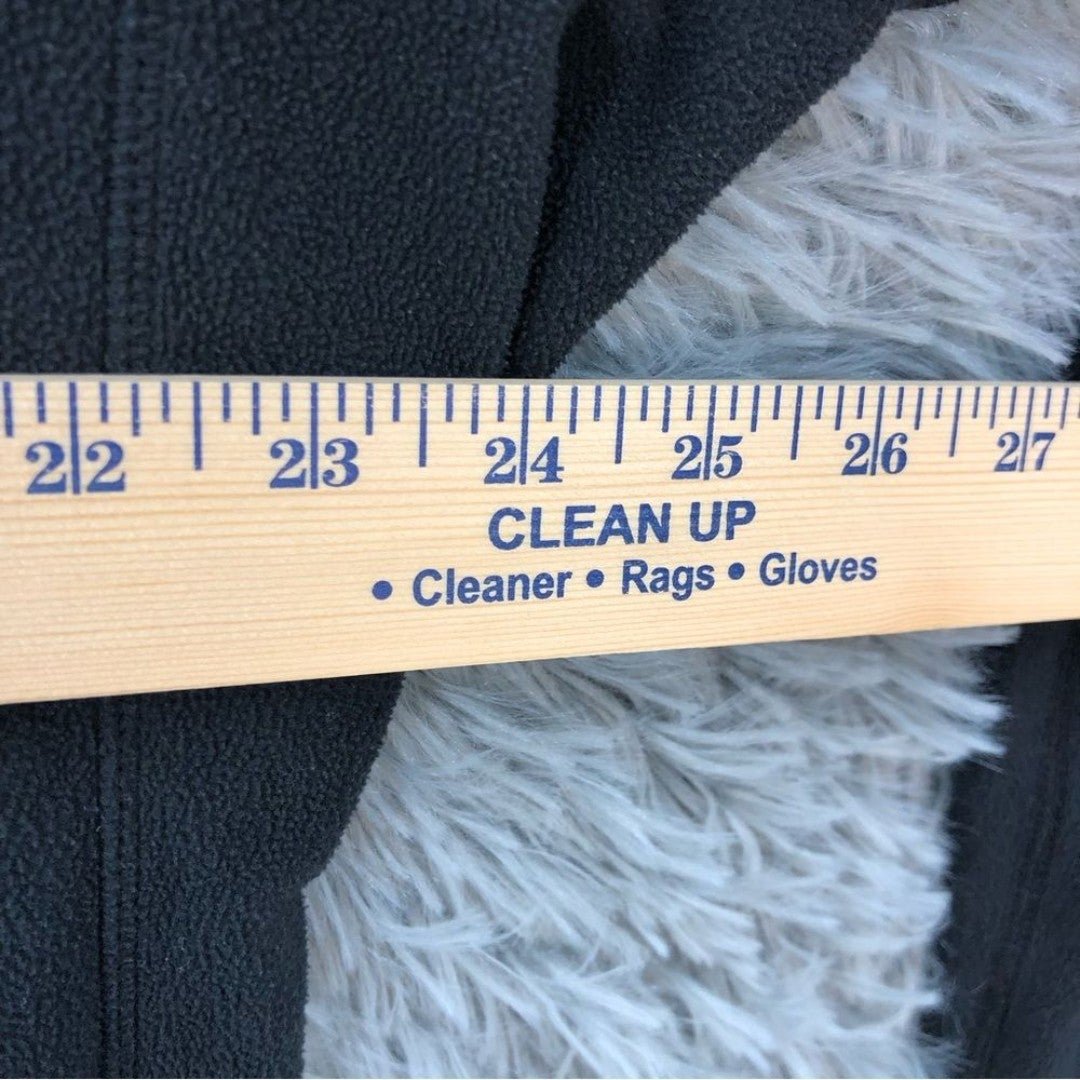 22 23 24 25 26 27
CLEAN UP
• Cleaner • Rags • Gloves